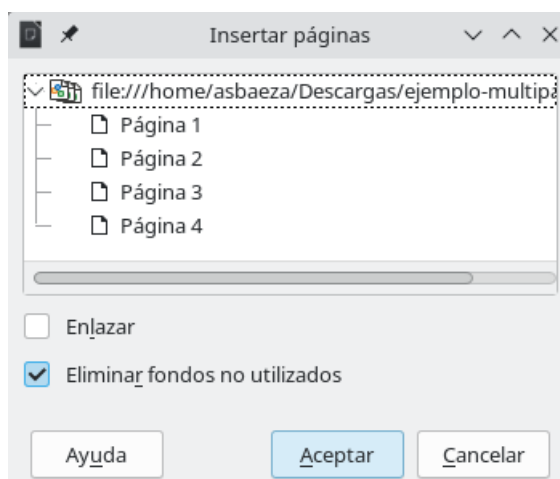 Insertar páginas
file:///home/asbaeza/Descargas/ejemplo-multipá
Página 1
Página 2
Página 3
Página 4
Enlazar
Eliminar fondos no utilizados
Ayuda Aceptar Cancelar